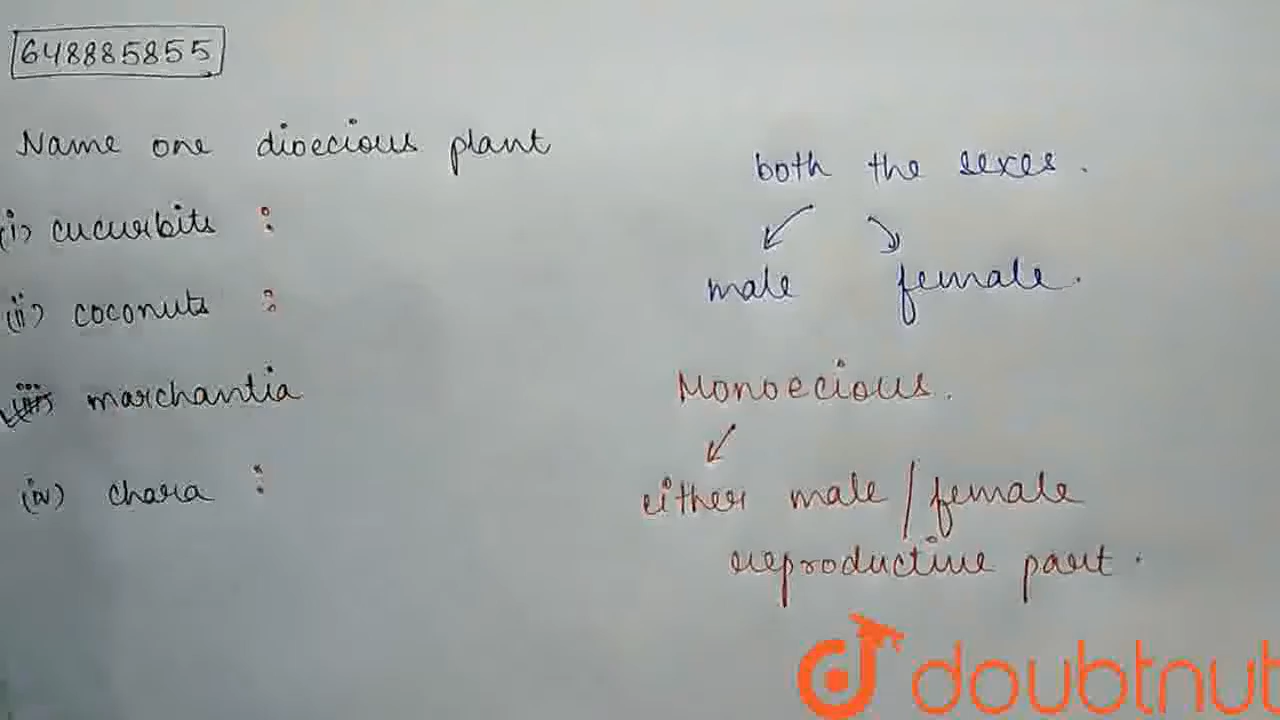 648885855
Name one dioecious plant
(i) cucurbits :
(ii) coconuts :
(iii) marchantia
(iv) chara :
both the sexes.
male female.
Monoecious.
either male / female
reproductive part.
doubtnut